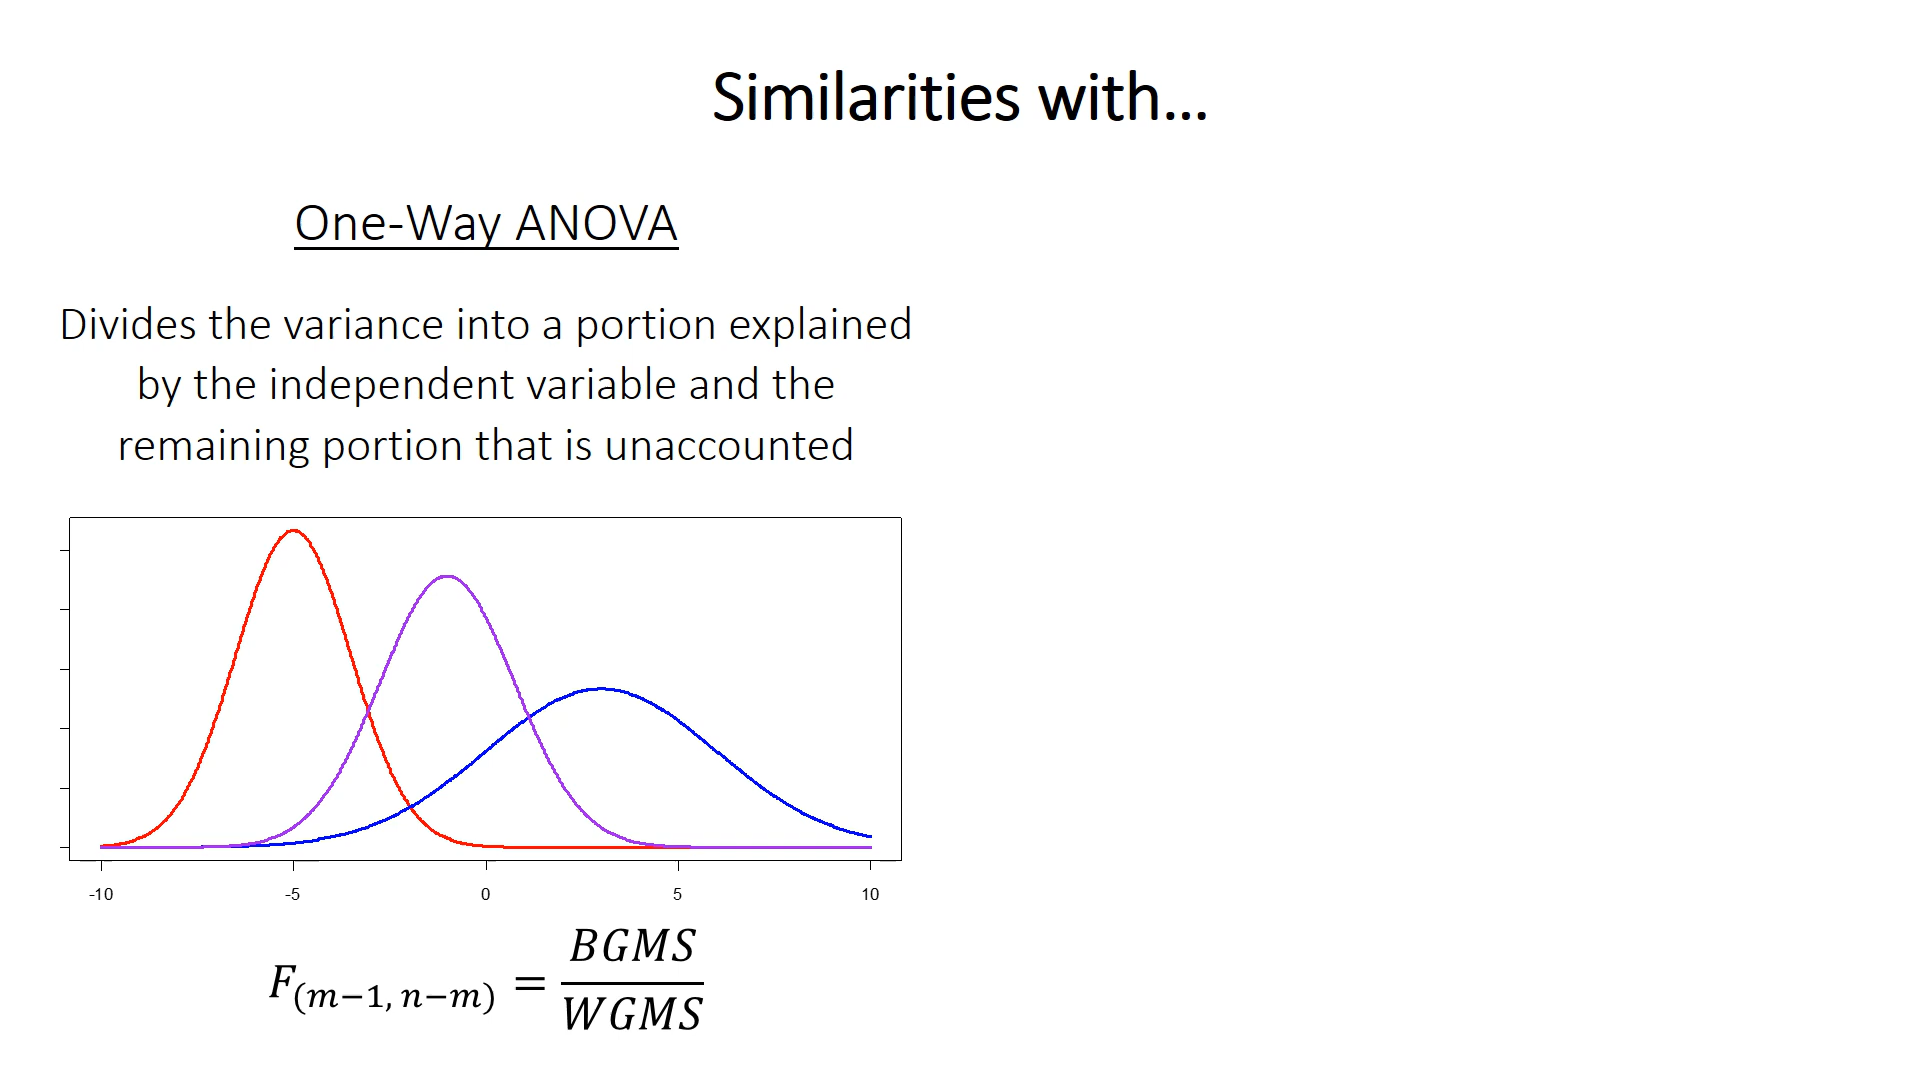 Similarities with...
One-Way ANOVA
Divides the variance into a portion explained
by the independent variable and the
remaining portion that is unaccounted
-10 -5 0 5 10
F(m−1, n−m) = BGMS / WGMS